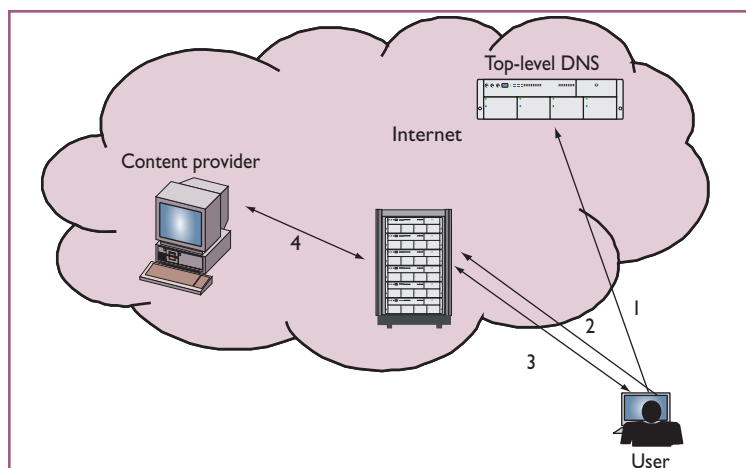 Top-level DNS
Internet
Content provider
4
1
2
3
User